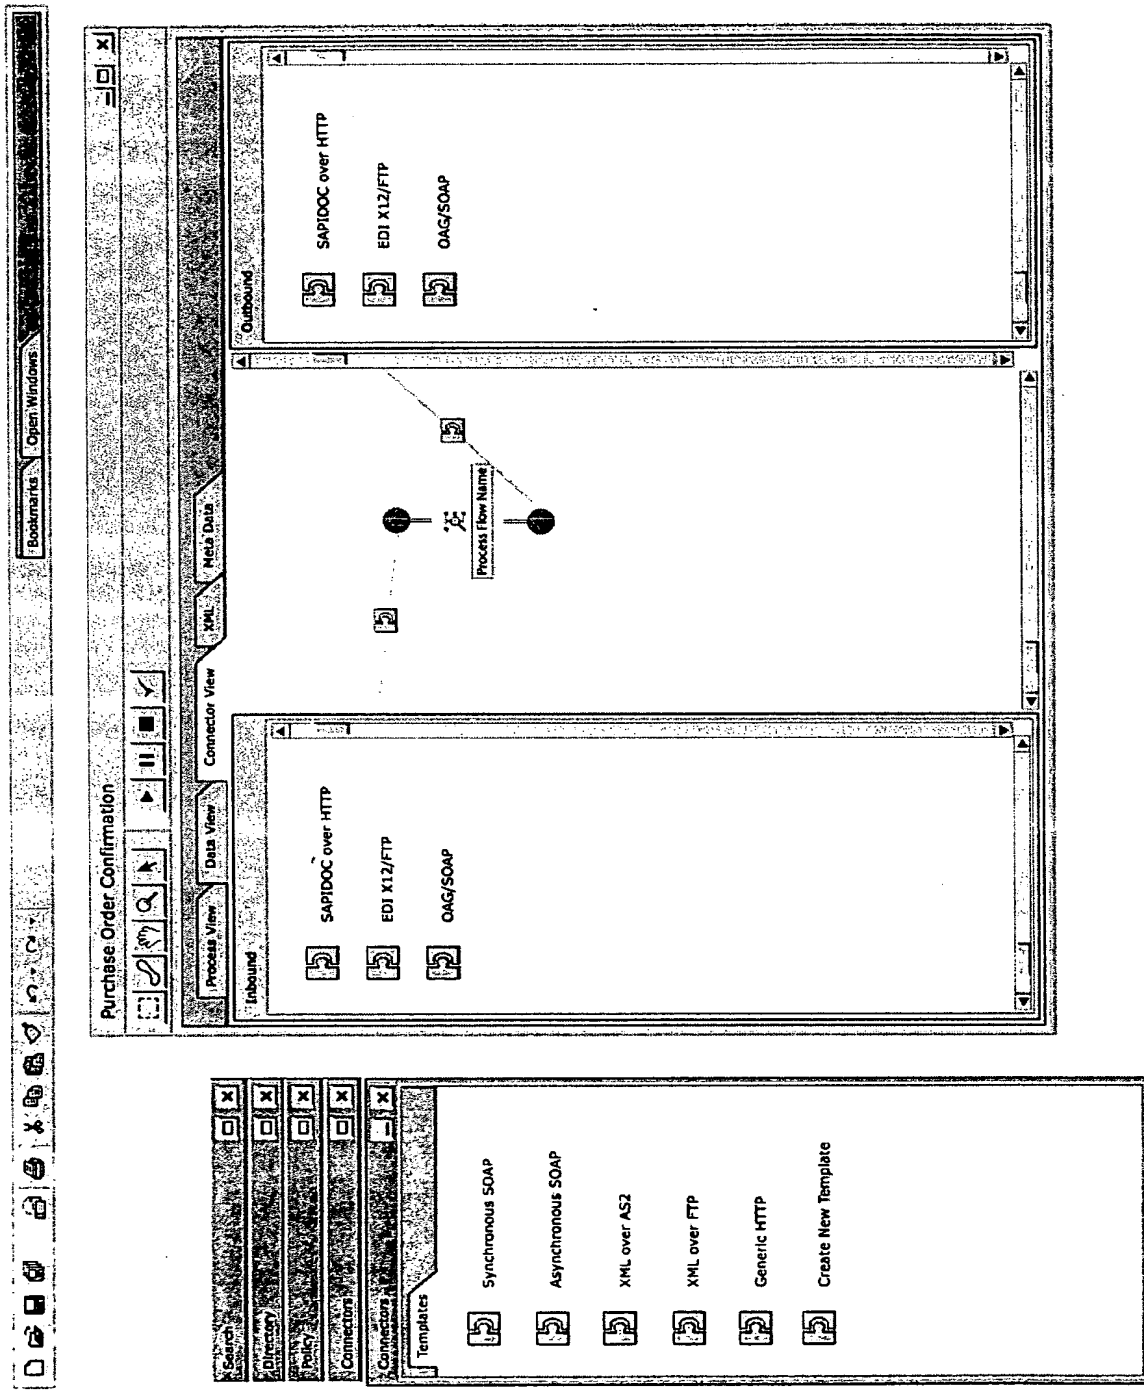 Bookmarks
Open Windows
Search
Directory
Policy
Connectors
Connectors
Templates
Synchronous SOAP
Asynchronous SOAP
XML over AS2
XML over FTP
Generic HTTP
Create New Template
Purchase Order Confirmation
Process View
Data View
Connector View
XML
Meta Data
Inbound
SAPIDOC over HTTP
EDI X12/FTP
OAG/SOAP
Process Flow Name
Outbound
SAPIDOC over HTTP
EDI X12/FTP
OAG/SOAP